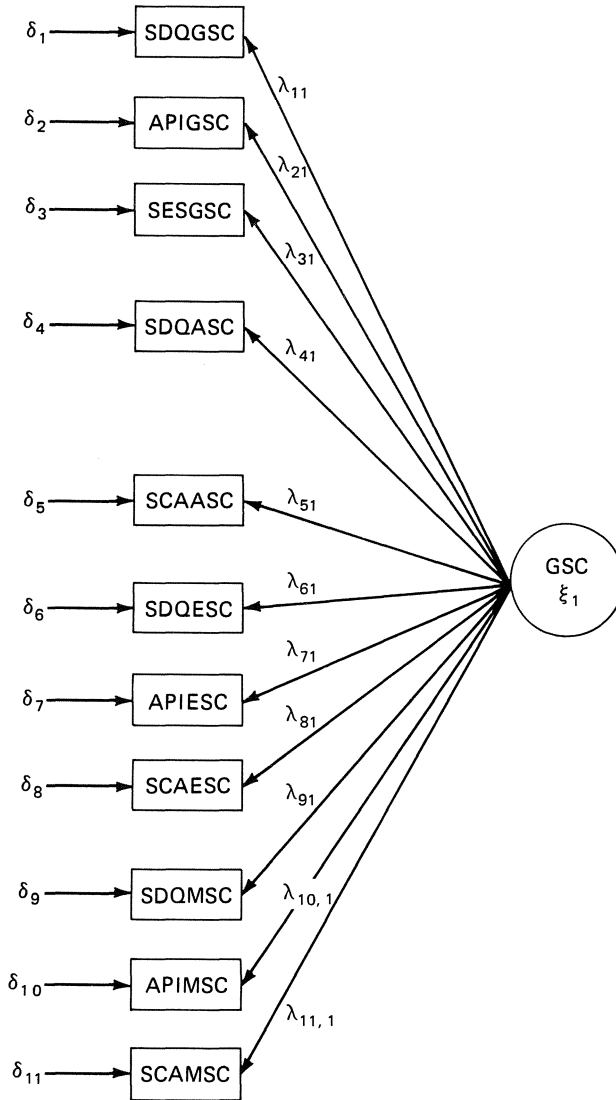 δ1 SDQGSC
λ11
δ2 APIGSC
λ21
δ3 SESGSC
λ31
δ4 SDQASC
λ41
δ5 SCAASC
λ51
GSC
ξ1
δ6 SDQESC
λ61
δ7 APIESC
λ71
δ8 SCAESC
λ81
λ91
δ9 SDQMSC
λ10, 1
δ10 APIMSC
λ11, 1
δ11 SCAMSC